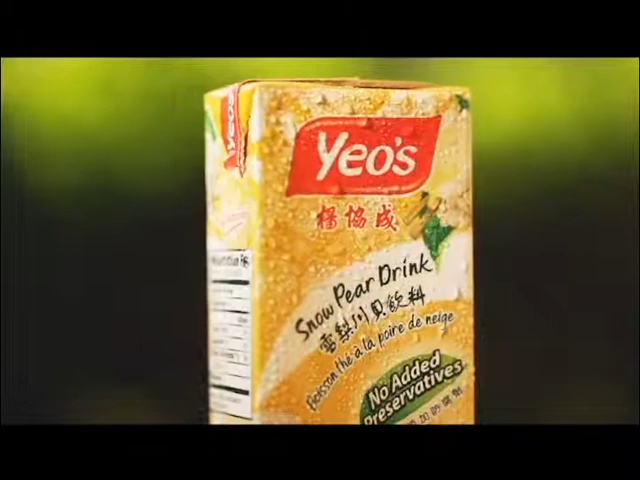 Yeo's
楊協成
Snow Pear Drink
雪梨川貝飲料
Boisson thé à la poire de neige
No Added
Preservatives
Yeo's